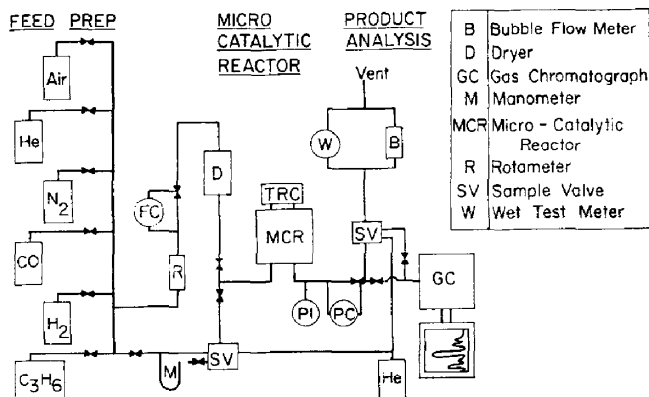 FEED PREP
MICRO
CATALYTIC
REACTOR
PRODUCT
ANALYSIS
B Bubble Flow Meter
D Dryer
GC Gas Chromatograph
M Manometer
MCR Micro-Catalytic
Reactor
R Rotameter
SV Sample Valve
W Wet Test Meter
Vent
Air
He
N2
CO
H2
C3H6
FC
R
D
TRC
MCR
W
B
SV
GC
PI
PC
M
SV
He